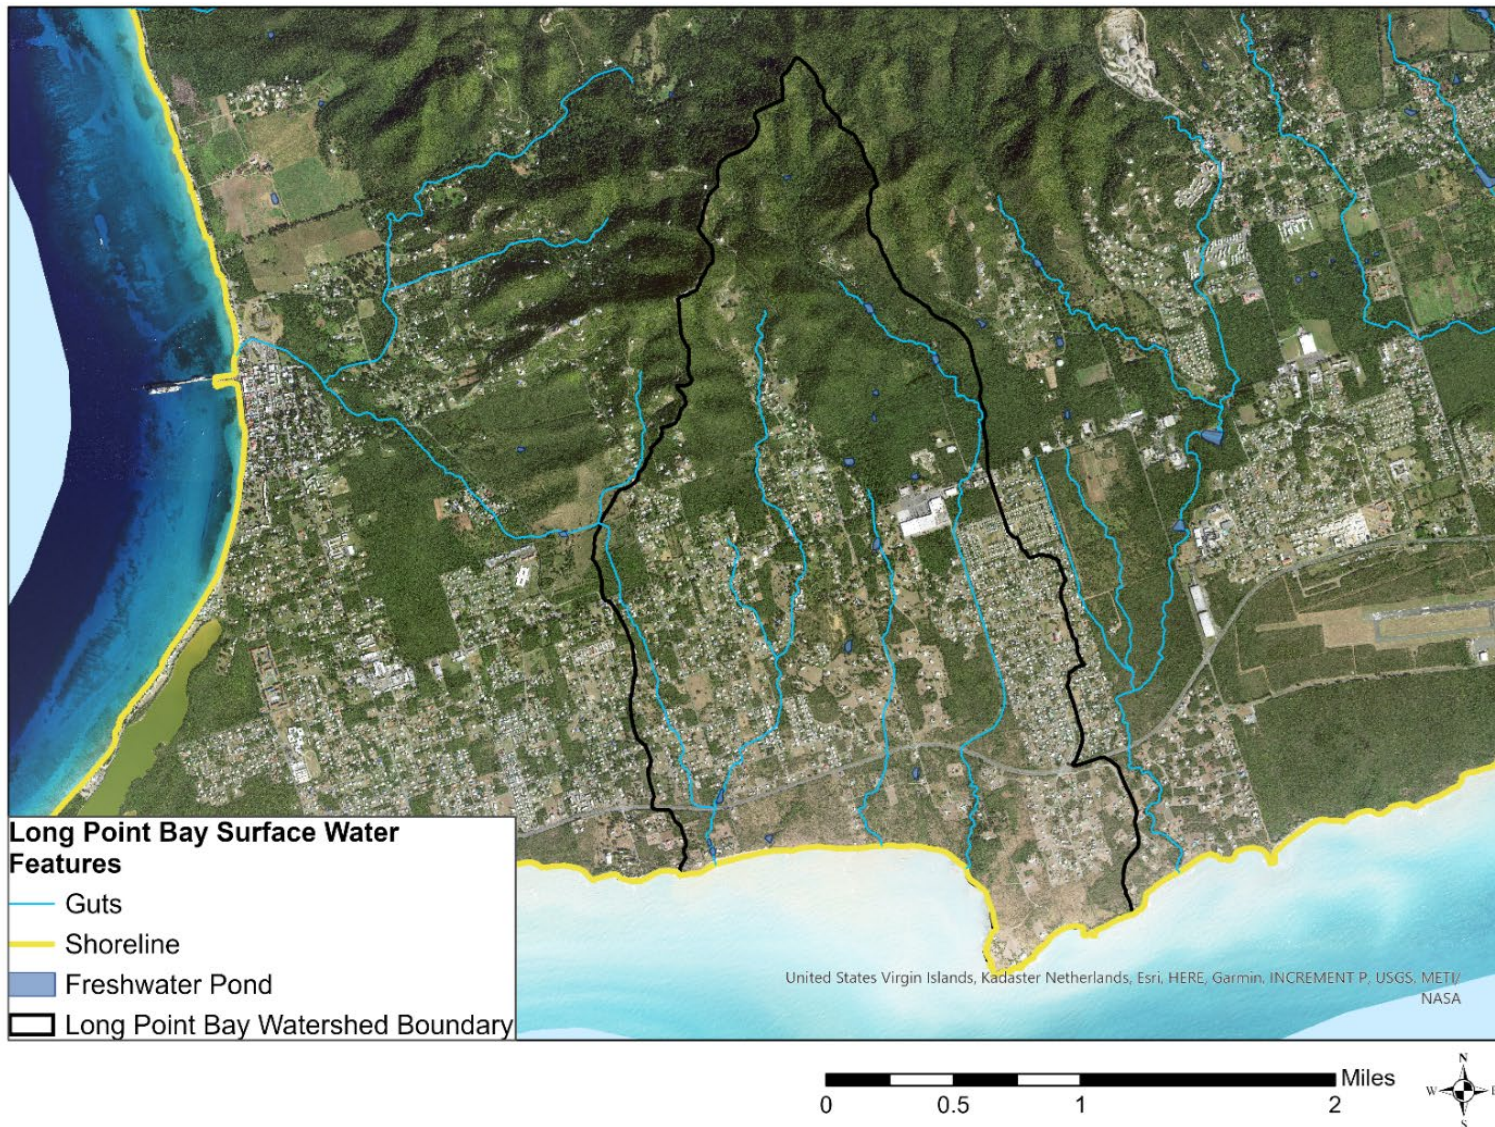 Long Point Bay Surface Water
Features
Guts
Shoreline
Freshwater Pond
Long Point Bay Watershed Boundary
United States Virgin Islands, Kadaster Netherlands, Esri, HERE, Garmin, INCREMENT P, USGS, METI/
NASA
Miles
0 0.5 1 2
N
W E
S